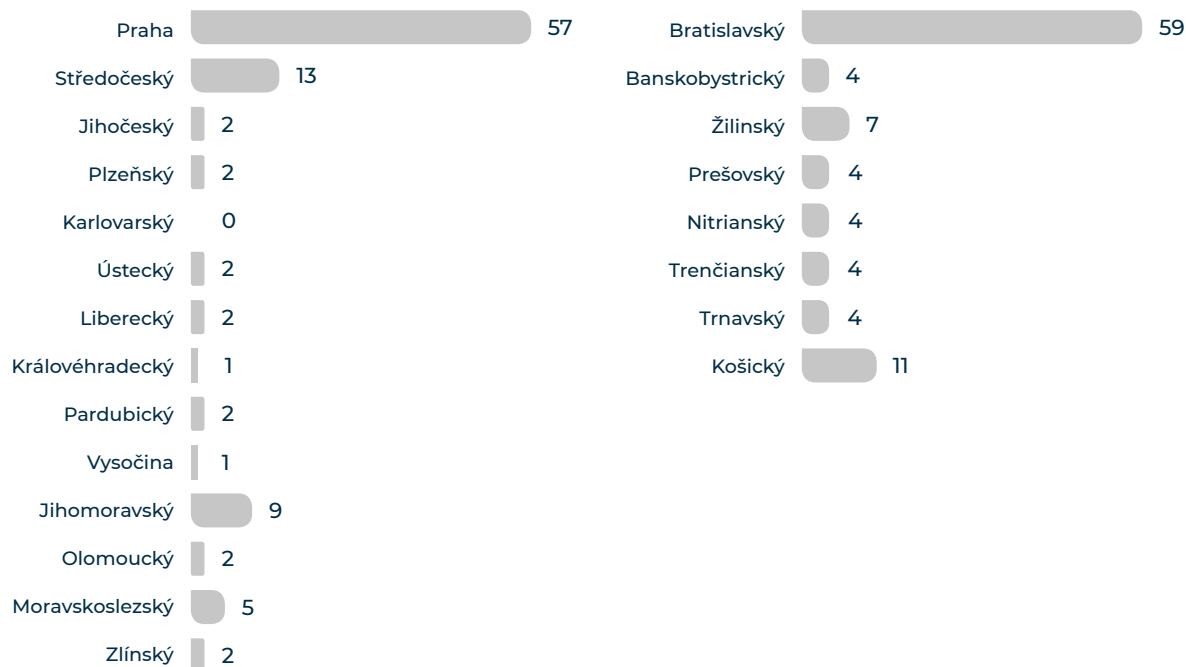 Praha 57
Středočeský 13
Jihočeský 2
Plzeňský 2
Karlovarský 0
Ústecký 2
Liberecký 2
Královéhradecký 1
Pardubický 2
Vysočina 1
Jihomoravský 9
Olomoucký 2
Moravskoslezský 5
Zlínský 2
Bratislavský 59
Banskobystrický 4
Žilinský 7
Prešovský 4
Nitrianský 4
Trenčianský 4
Trnavský 4
Košický 11